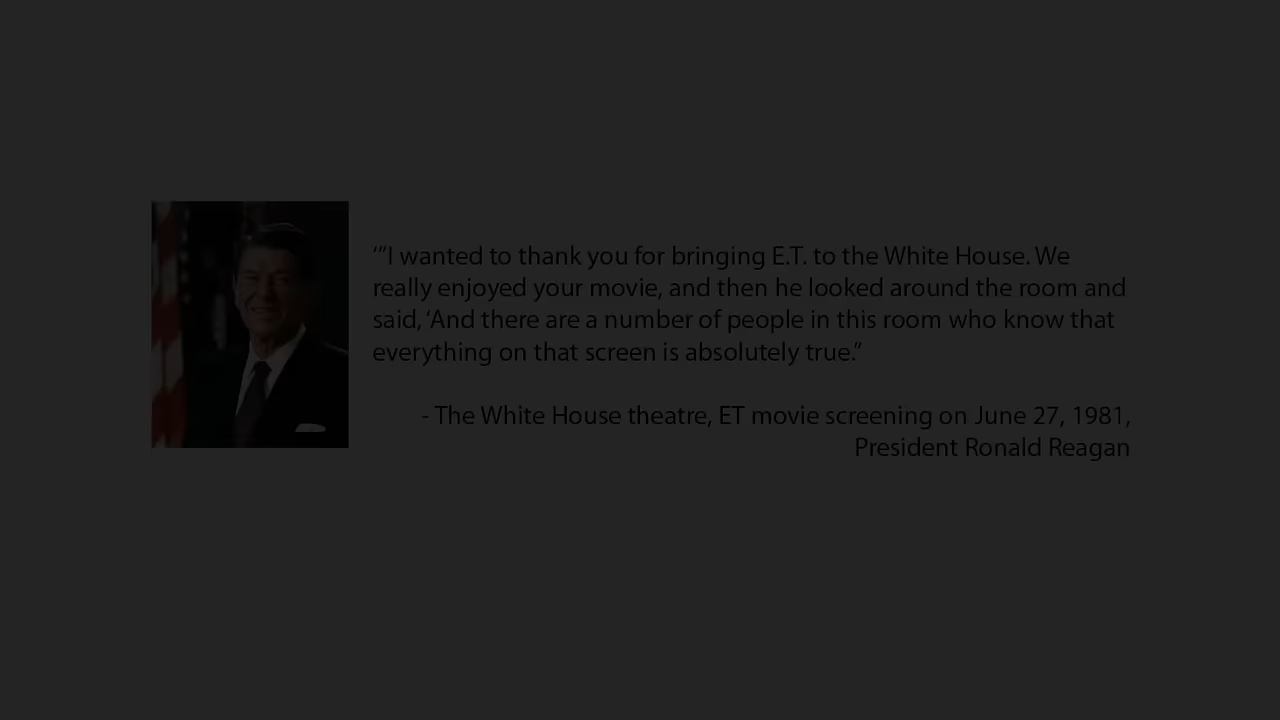 ‘”I wanted to thank you for bringing E.T. to the White House. We
really enjoyed your movie, and then he looked around the room and
said, ‘And there are a number of people in this room who know that
everything on that screen is absolutely true.”
- The White House theatre, ET movie screening on June 27, 1981,
President Ronald Reagan